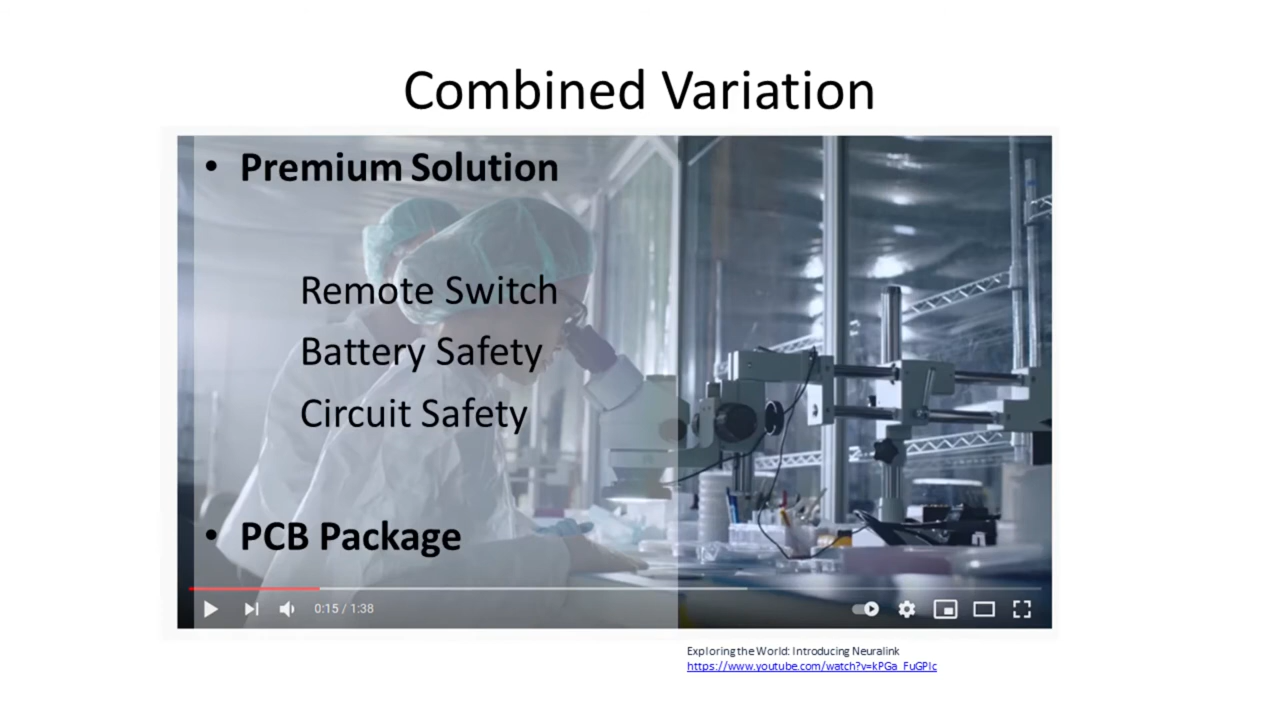 Combined Variation
• Premium Solution
Remote Switch
Battery Safety
Circuit Safety
• PCB Package
0:15 / 1:38
Exploring the World: Introducing Neuralink
https://www.youtube.com/watch?v=kPGa_FuGPIc